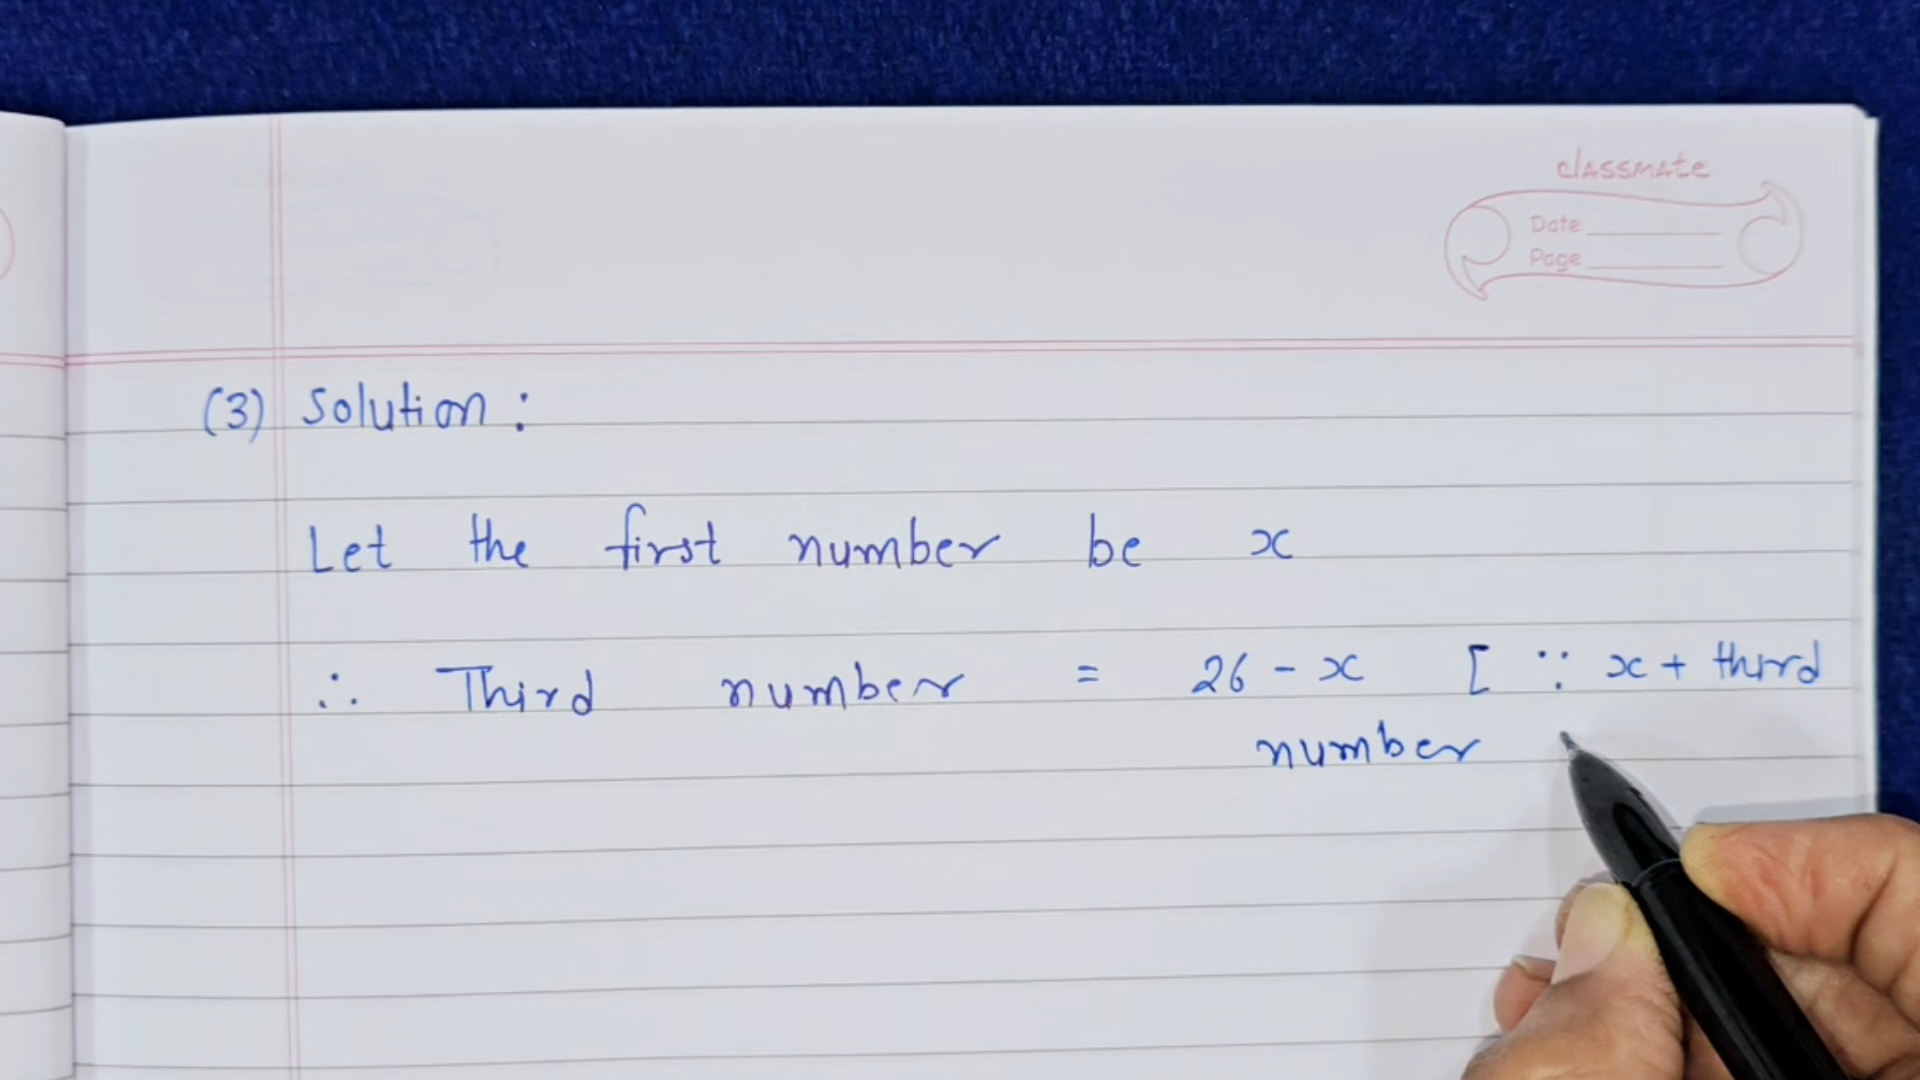 classmate
Date
Page
(3) Solution :
Let the first number be x
∴ Third number = 26 - x [ ∵ x + third
number